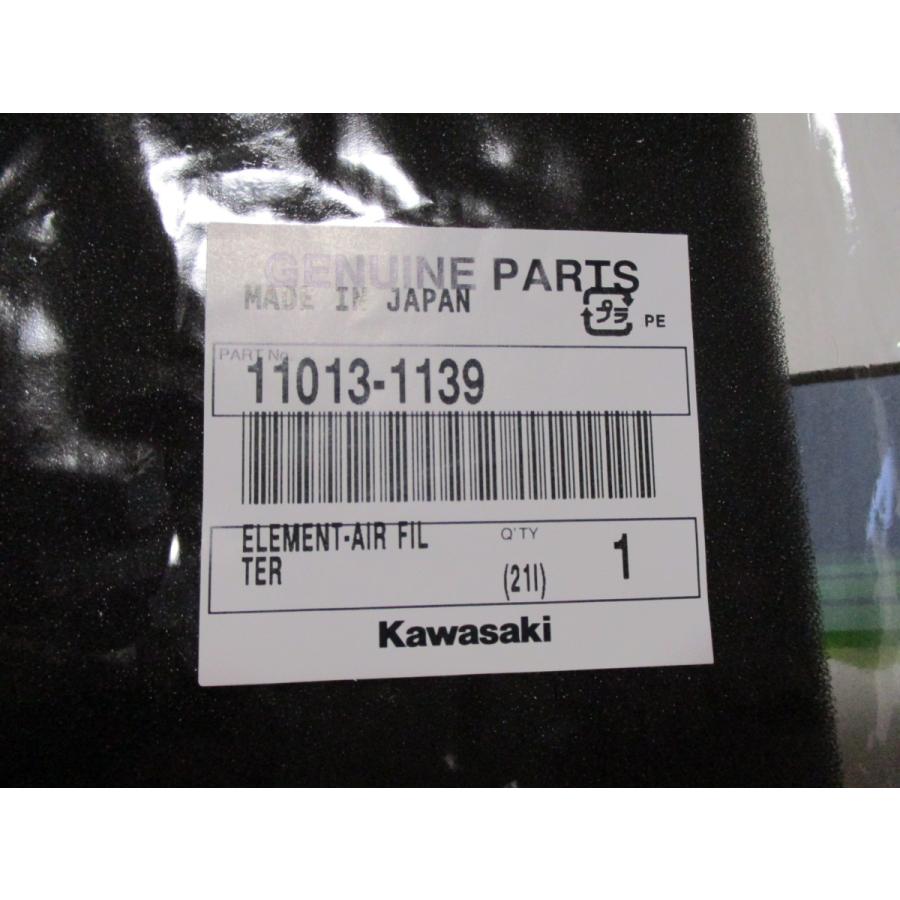 GENUINE PARTS
MADE IN JAPAN
プラ
PE
PART No.
11013-1139
ELEMENT-AIR FIL
TER
Q'TY
(21I)
1
Kawasaki